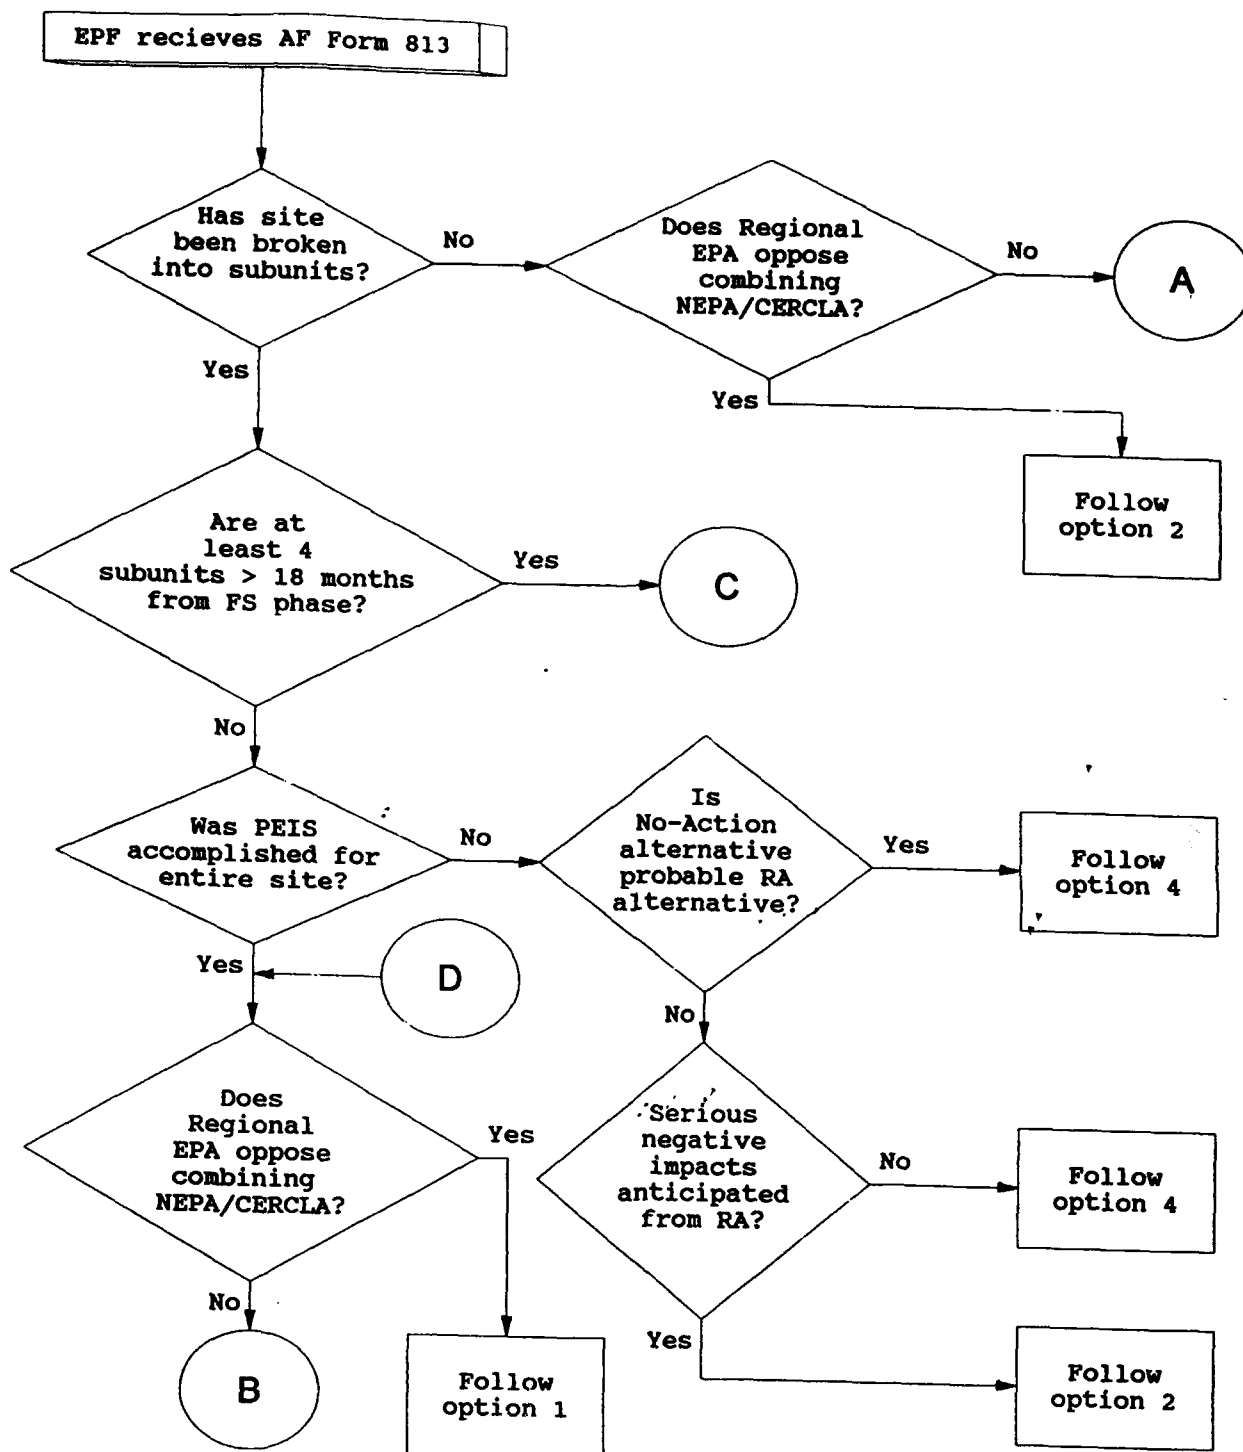 EPF recieves AF Form 813
Has site
been broken
into subunits?
No
Does Regional
EPA oppose
combining
NEPA/CERCLA?
No
A
Yes
Yes
Follow
option 2
Are at
least 4
subunits > 18 months
from FS phase?
Yes
C
No
Was PEIS
accomplished for
entire site?
No
Is
No-Action
alternative
probable RA
alternative?
Yes
Follow
option 4
Yes
D
No
Does
Regional
EPA oppose
combining
NEPA/CERCLA?
Yes
Serious
negative
impacts
anticipated
from RA?
No
Follow
option 4
No
B
Follow
option 1
Yes
Follow
option 2